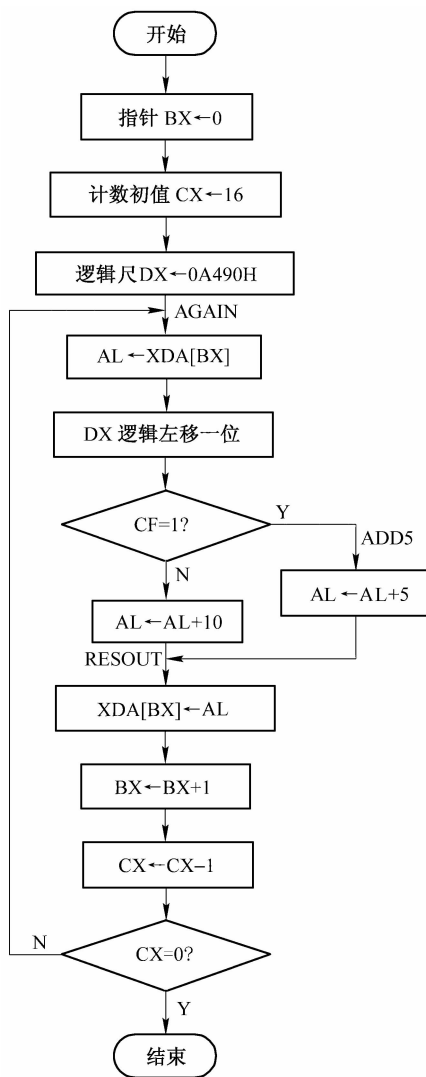 开始
指针 BX←0
计数初值 CX←16
逻辑尺DX←0A490H
AGAIN
AL←XDA[BX]
DX 逻辑左移一位
CF=1?
Y
ADD5
N
AL←AL+10
AL←AL+5
RESOUT
XDA[BX]←AL
BX←BX+1
CX←CX−1
N
CX=0?
Y
结束